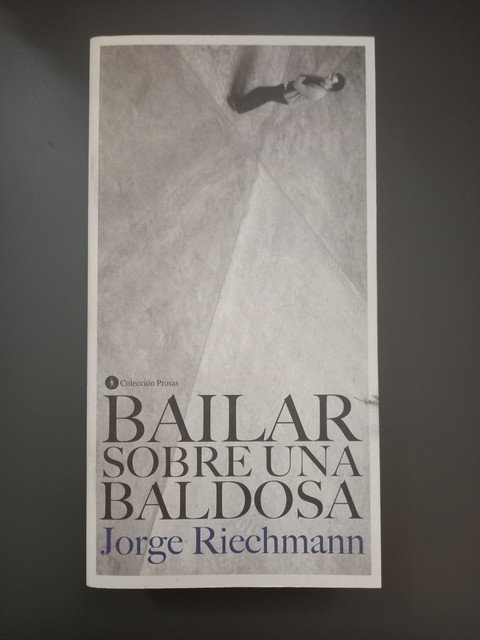 Colección Prosas
BAILAR
SOBRE UNA
BALDOSA
Jorge Riechmann